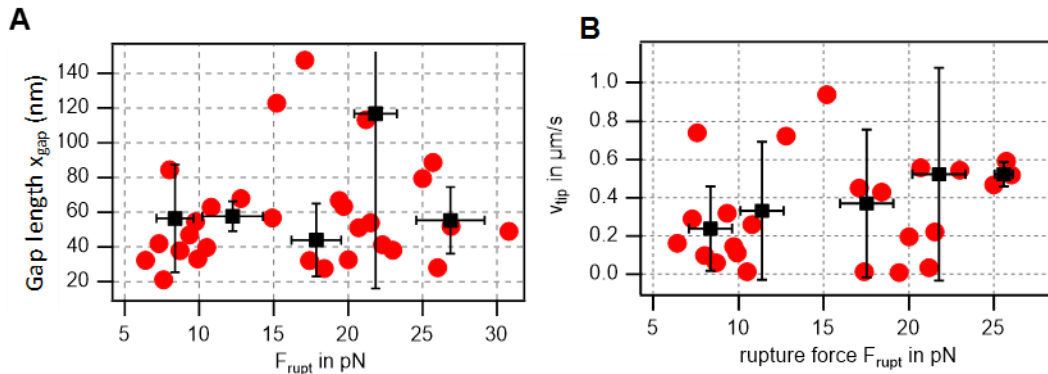 A
Gap length x_gap (nm)
140
120
100
80
60
40
20
5 10 15 20 25 30
F_rupt in pN
B
v_tip in µm/s
1.0
0.8
0.6
0.4
0.2
0.0
5 10 15 20 25
rupture force F_rupt in pN